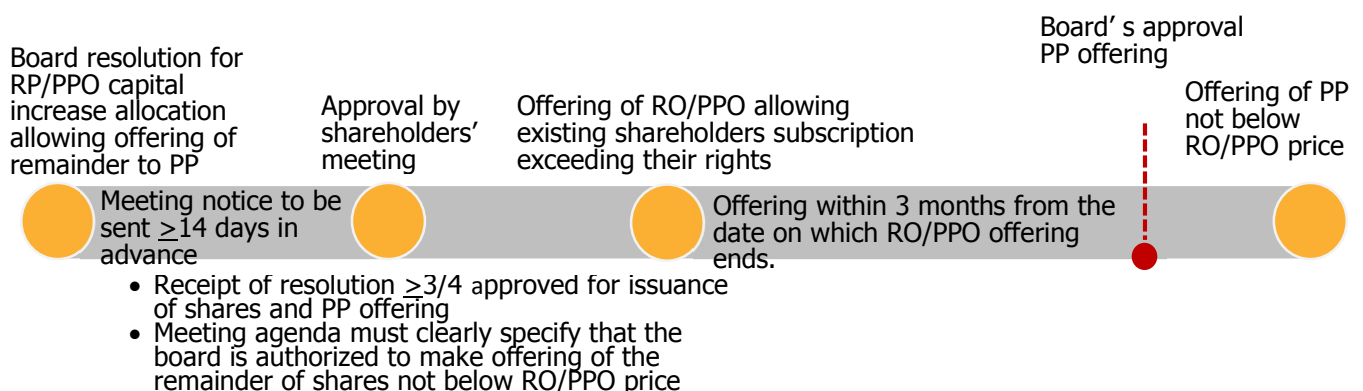 Board resolution for
RP/PPO capital
increase allocation
allowing offering of
remainder to PP
Meeting notice to be
sent ≥14 days in
advance
Approval by
shareholders’
meeting
• Receipt of resolution ≥3/4 approved for issuance
of shares and PP offering
• Meeting agenda must clearly specify that the
board is authorized to make offering of the
remainder of shares not below RO/PPO price
Offering of RO/PPO allowing
existing shareholders subscription
exceeding their rights
Offering within 3 months from the
date on which RO/PPO offering
ends.
Board’ s approval
PP offering
Offering of PP
not below
RO/PPO price